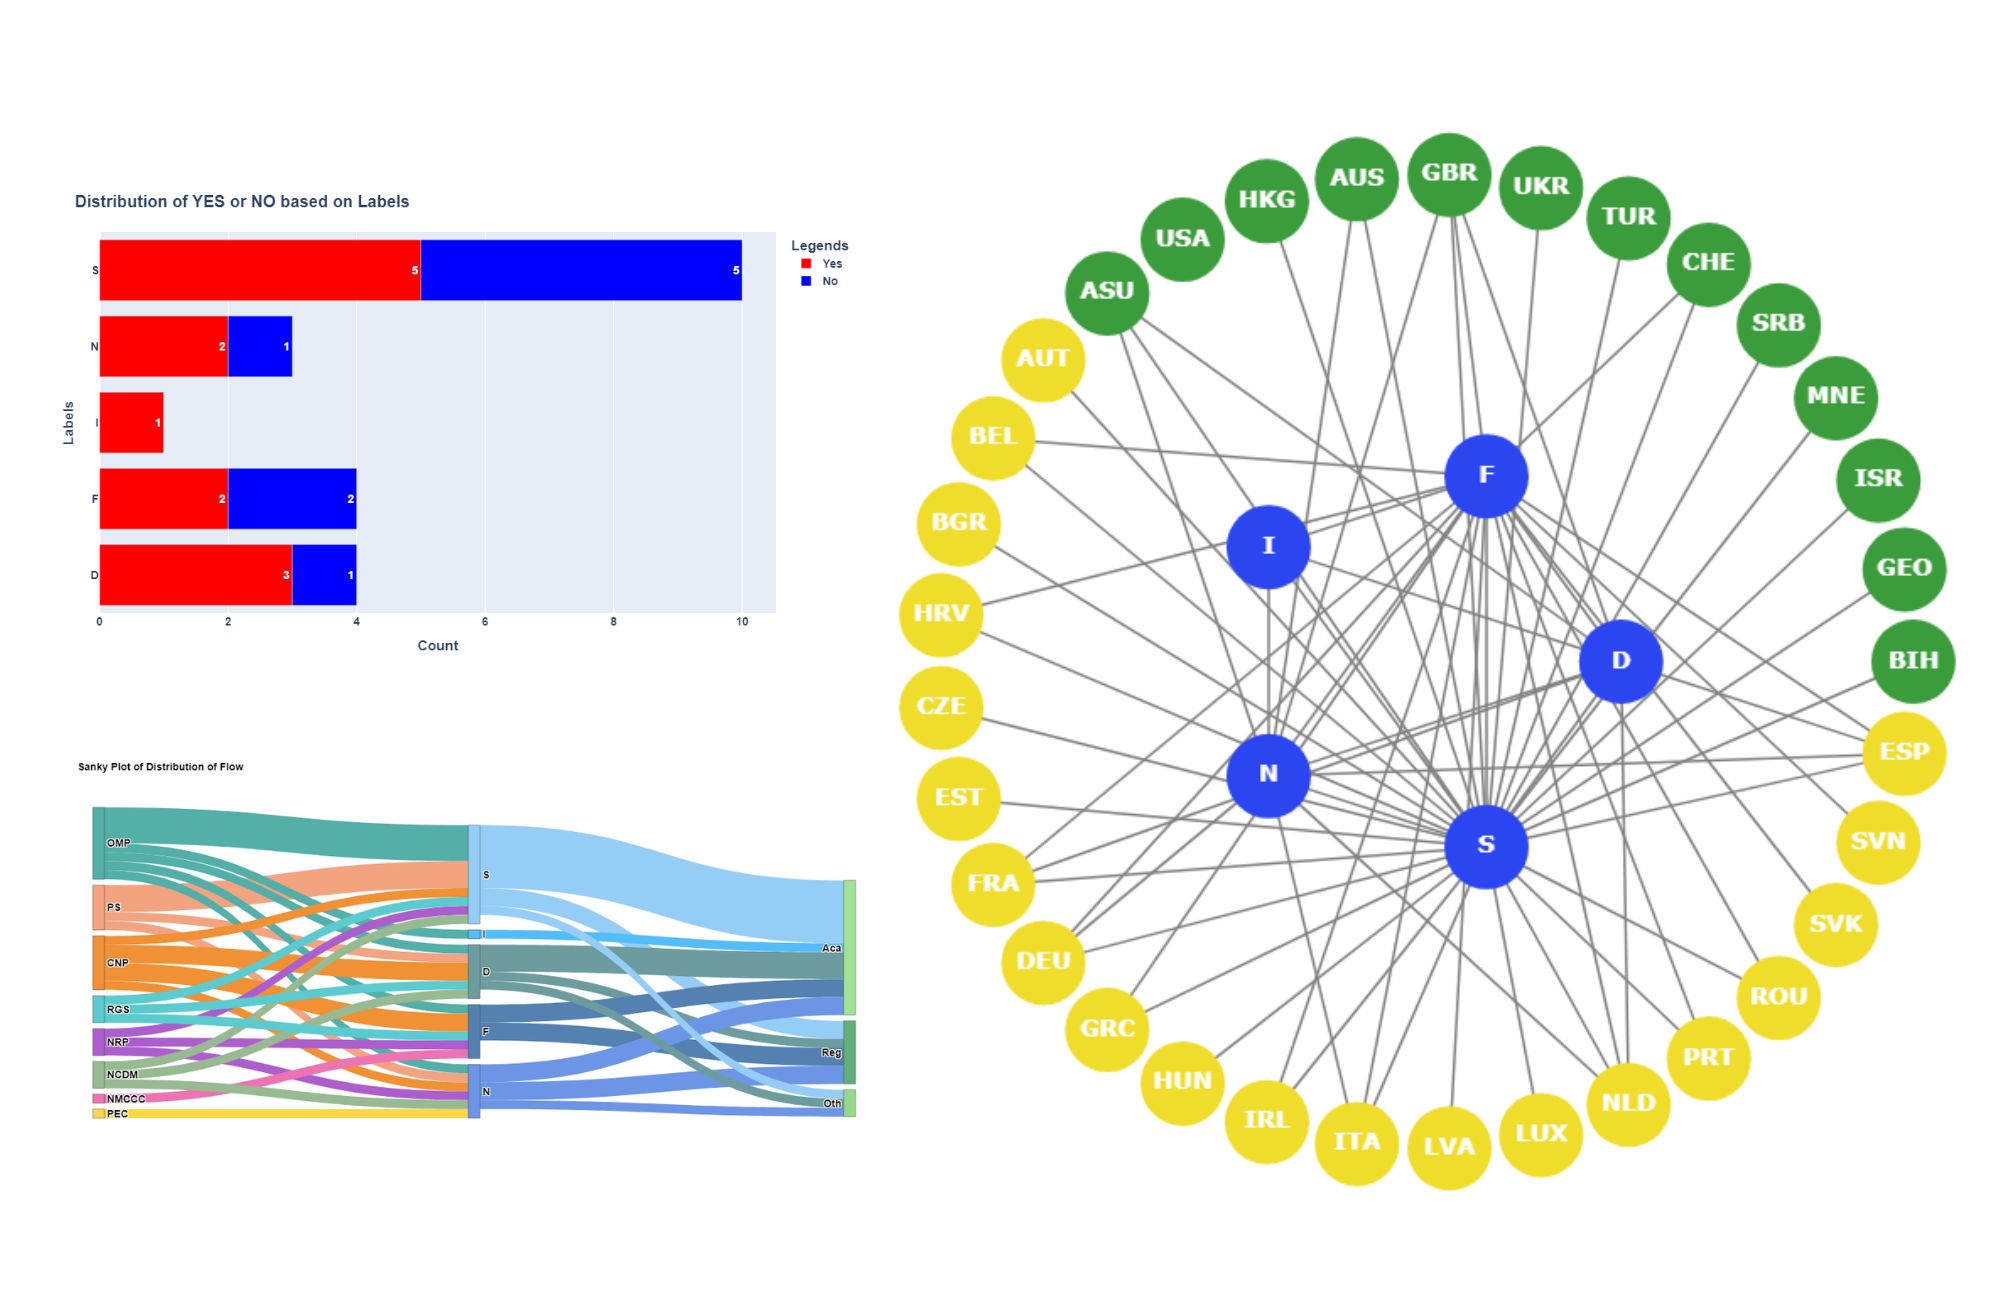 Distribution of YES or NO based on Labels
Legends
Yes
No
S
5
5
N
2
1
I
1
F
2
2
D
3
1
Labels
0
2
4
6
8
10
Count
Sanky Plot of Distribution of Flow
OMP
PS
CNP
RGS
NRP
NCDM
NMCCC
PEC
S
I
D
F
N
Aca
Reg
Oth
GBR
AUS
UKR
HKG
TUR
USA
CHE
ASU
SRB
AUT
MNE
BEL
F
ISR
BGR
I
GEO
HRV
D
BIH
CZE
ESP
N
EST
SVN
S
FRA
SVK
DEU
ROU
GRC
PRT
HUN
NLD
IRL
LUX
ITA
LVA